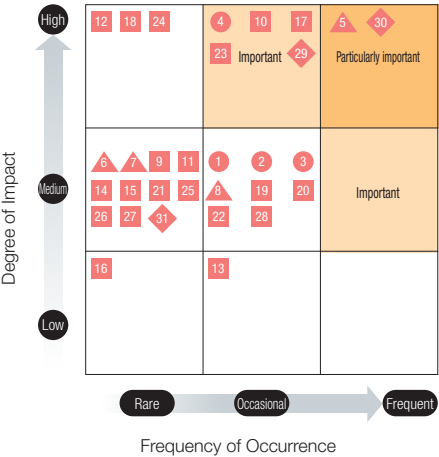 High
12 18 24 4 10 17 5 30
23 Important 29 Particularly important
Degree of Impact
Medium
6 7 9 11 1 2 3
14 15 21 25 8 19 20 Important
26 27 31 22 28
16 13
Low
Rare Occasional Frequent
Frequency of Occurrence